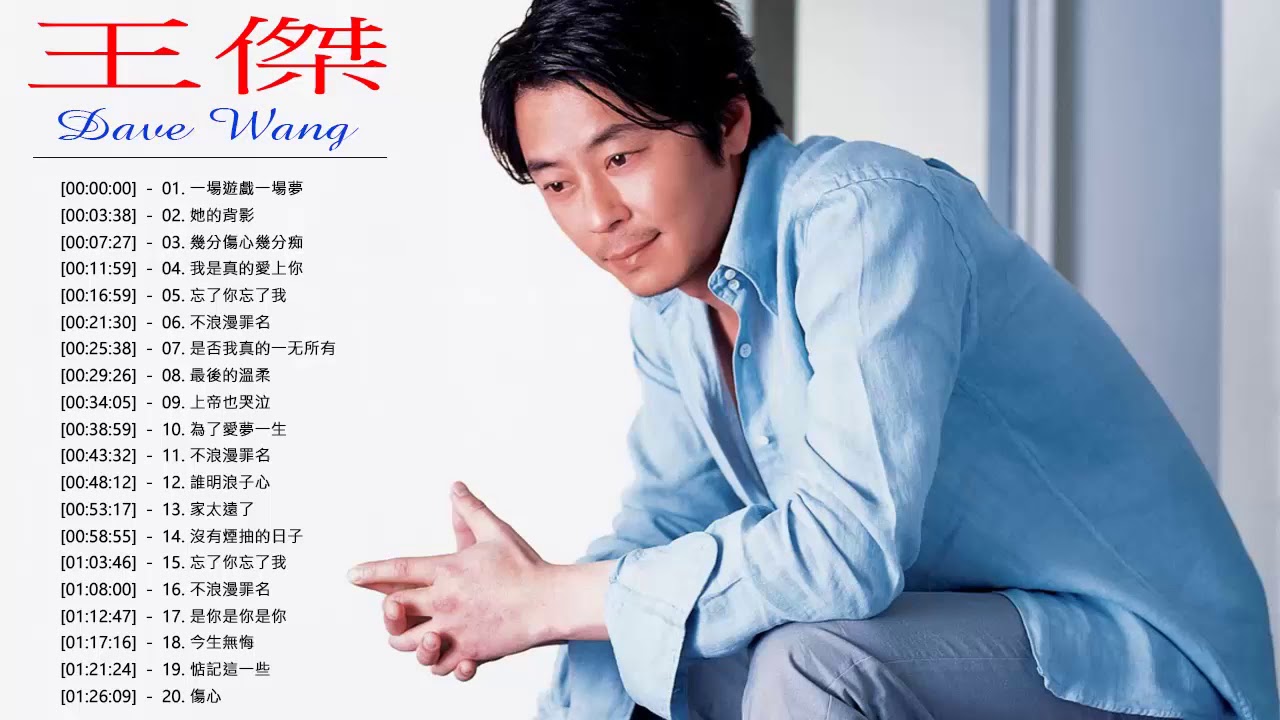 王傑
Dave Wang
[00:00:00] - 01. 一場遊戲一場夢
[00:03:38] - 02. 她的背影
[00:07:27] - 03. 幾分傷心幾分痴
[00:11:59] - 04. 我是真的愛上你
[00:16:59] - 05. 忘了你忘了我
[00:21:30] - 06. 不浪漫罪名
[00:25:38] - 07. 是否我真的一无所有
[00:29:26] - 08. 最後的溫柔
[00:34:05] - 09. 上帝也哭泣
[00:38:59] - 10. 為了愛夢一生
[00:43:32] - 11. 不浪漫罪名
[00:48:12] - 12. 誰明浪子心
[00:53:17] - 13. 家太遠了
[00:58:55] - 14. 沒有煙抽的日子
[01:03:46] - 15. 忘了你忘了我
[01:08:00] - 16. 不浪漫罪名
[01:12:47] - 17. 是你是你是你
[01:17:16] - 18. 今生無悔
[01:21:24] - 19. 惦記這一些
[01:26:09] - 20. 傷心